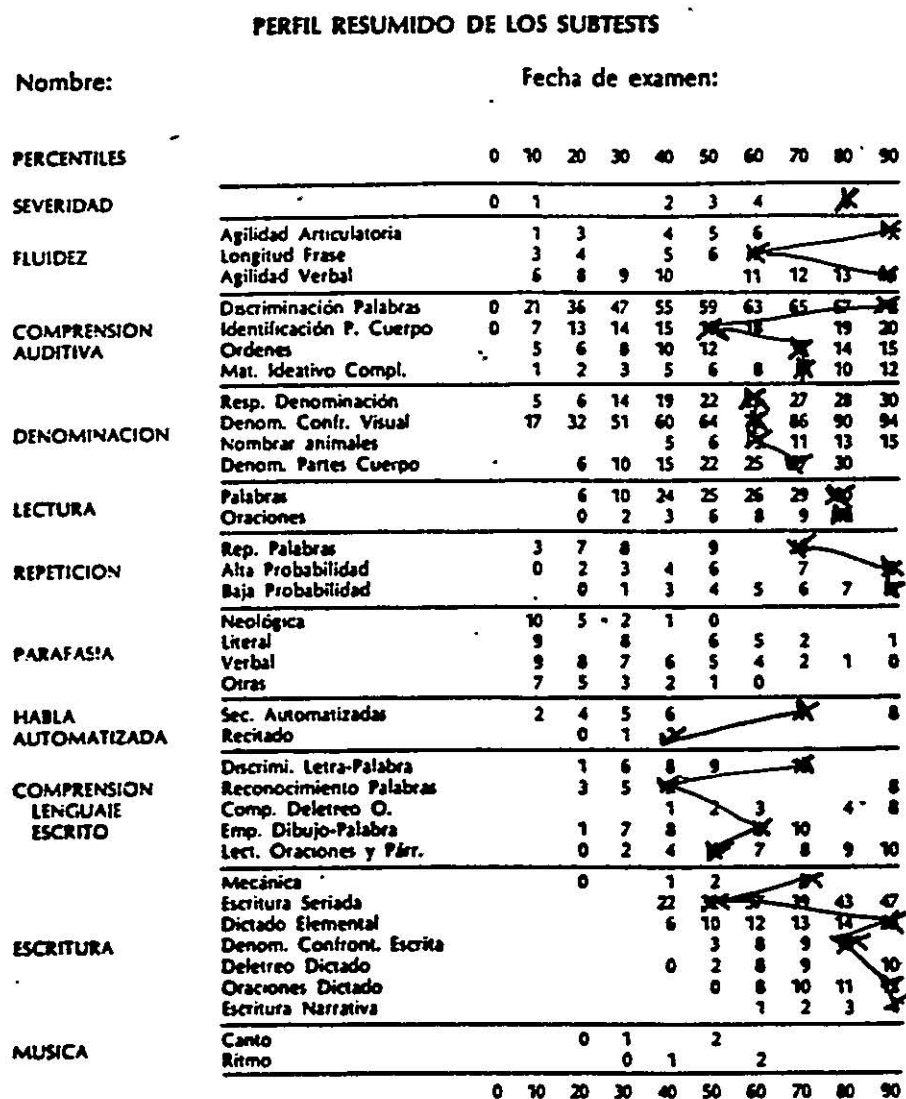 PERFIL RESUMIDO DE LOS SUBTESTS
Nombre: Fecha de examen:
PERCENTILES 0 10 20 30 40 50 60 70 80 90
SEVERIDAD 0 1 2 3 4
FLUIDEZ
Agilidad Articulatoria 1 3 4 5 6
Longitud Frase 3 4 5 6
Agilidad Verbal 6 8 9 10 11 12 13
COMPRENSION AUDITIVA
Discriminación Palabras 0 21 36 47 55 59 63 65 67
Identificación P. Cuerpo 0 7 13 14 15 18 19 20
Ordenes 5 6 8 10 12 14 15
Mat. Ideativo Compl. 1 2 3 5 6 8 10 12
DENOMINACION
Resp. Denominación 5 6 14 19 22 27 28 30
Denom. Confr. Visual 17 32 51 60 64 86 90 94
Nombrar animales 5 6 11 13 15
Denom. Partes Cuerpo 6 10 15 22 25 30
LECTURA
Palabras 6 10 24 25 26 29
Oraciones 0 2 3 6 8 9
REPETICION
Rep. Palabras 3 7 8 9
Alta Probabilidad 0 2 3 4 6 7
Baja Probabilidad 0 1 3 4 5 6 7
PARAFASIA
Neológica 10 5 2 1 0
Literal 9 8 6 5 2 1
Verbal 9 8 7 6 5 4 2 1 0
Otras 7 5 3 2 1 0
HABLA AUTOMATIZADA
Sec. Automatizadas 2 4 5 6 8
Recitado 0 1
COMPRENSION LENGUAJE ESCRITO
Discrimi. Letra-Palabra 1 6 8 9
Reconocimiento Palabras 3 5 8
Comp. Deletreo O. 1 2 3 4 8
Emp. Dibujo-Palabra 1 7 8 10
Lect. Oraciones y Párr. 0 2 4 7 8 9 10
ESCRITURA
Mecánica 0 1 2
Escritura Seriada 22 37 39 43 47
Dictado Elemental 6 10 12 13 14
Denom. Confront. Escrita 3 8 9
Deletreo Dictado 0 2 8 9 10
Oraciones Dictado 0 8 10 11
Escritura Narrativa 1 2 3
MUSICA
Canto 0 1 2
Ritmo 0 1 2
0 10 20 30 40 50 60 70 80 90